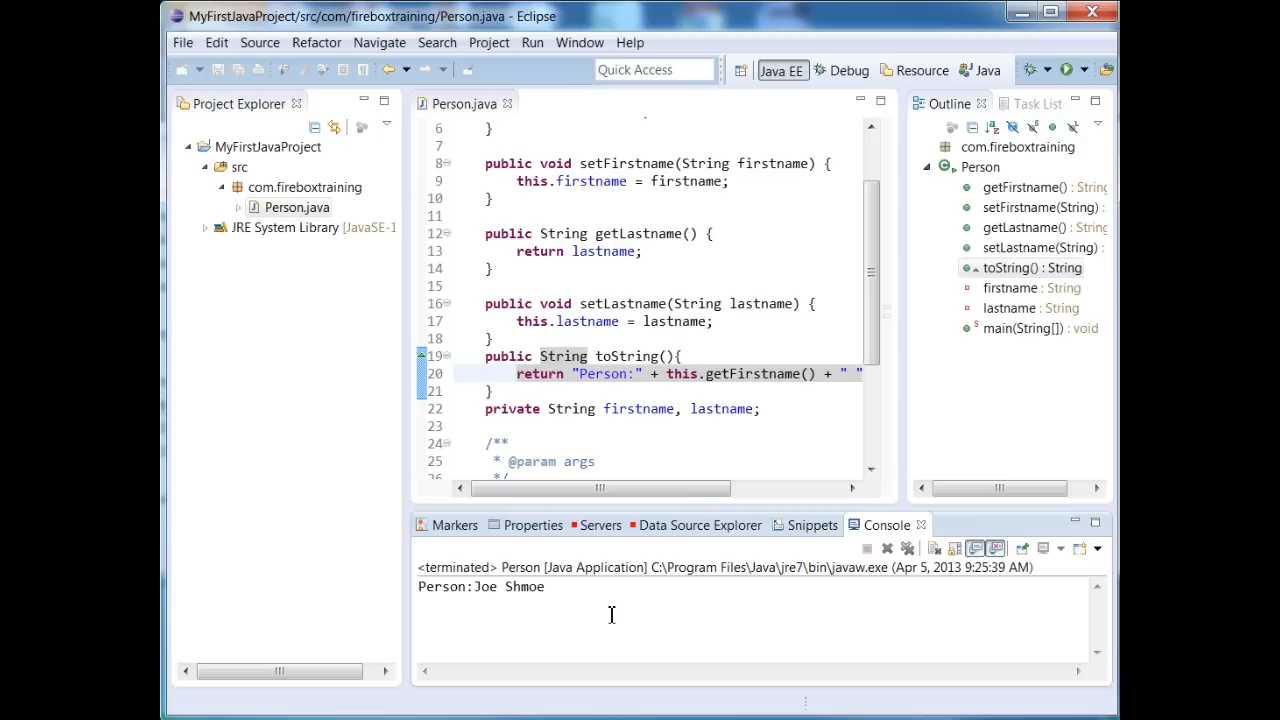 MyFirstJavaProject/src/com/fireboxtraining/Person.java - Eclipse
File Edit Source Refactor Navigate Search Project Run Window Help
Quick Access Java EE Debug Resource Java
Project Explorer
MyFirstJavaProject
src
com.fireboxtraining
Person.java
JRE System Library [JavaSE-1
Person.java
6 }
7
8 public void setFirstname(String firstname) {
9 this.firstname = firstname;
10 }
11
12 public String getLastname() {
13 return lastname;
14 }
15
16 public void setLastname(String lastname) {
17 this.lastname = lastname;
18 }
19 public String toString(){
20 return "Person:" + this.getFirstname() + " "
21 }
22 private String firstname, lastname;
23
24 /**
25 * @param args
26 */
Outline Task List
com.fireboxtraining
Person
getFirstname() : String
setFirstname(String) :
getLastname() : String
setLastname(String) :
toString() : String
firstname : String
lastname : String
main(String[]) : void
Markers Properties Servers Data Source Explorer Snippets Console
<terminated> Person [Java Application] C:\Program Files\Java\jre7\bin\javaw.exe (Apr 5, 2013 9:25:39 AM)
Person:Joe Shmoe